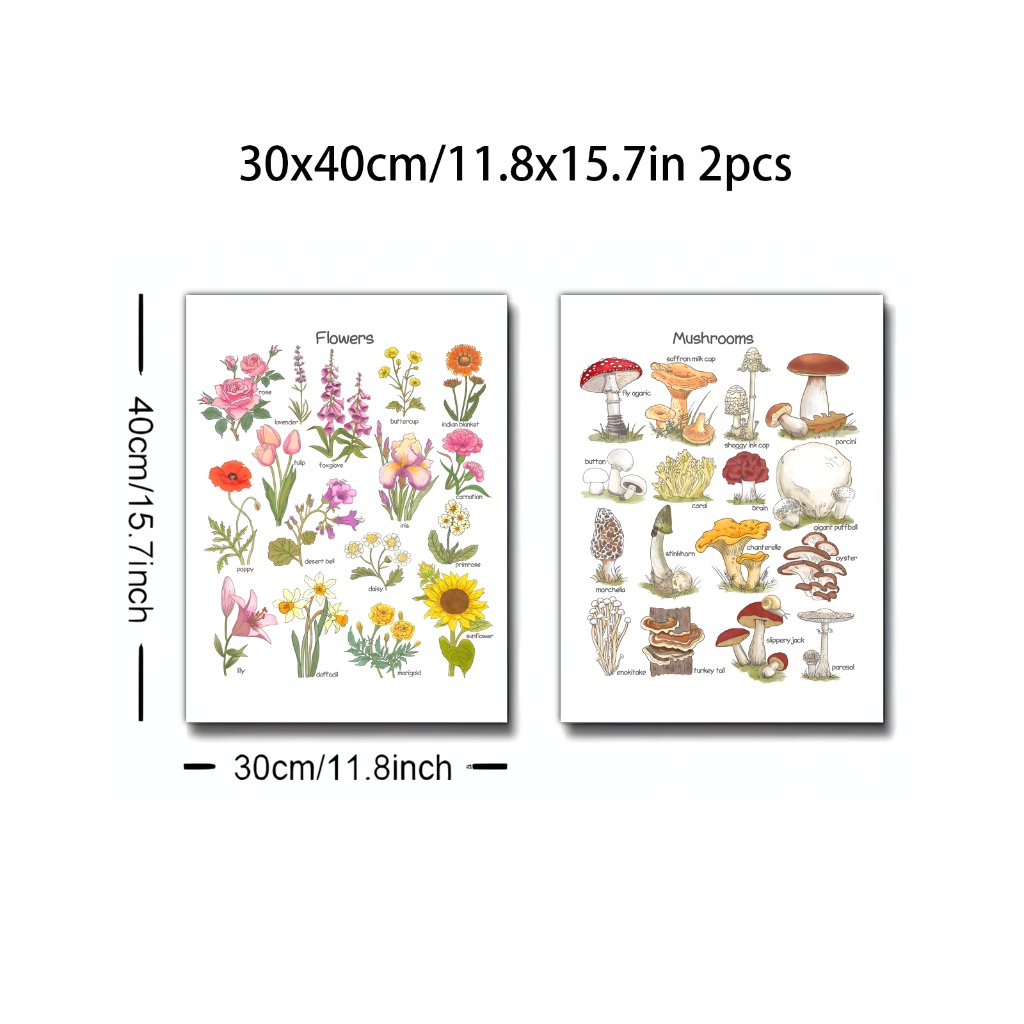 30x40cm/11.8x15.7in 2pcs
40cm/15.7inch
30cm/11.8inch
Flowers
rose
lavender
foxglove
buttercup
indian blanket
tulip
iris
carnation
poppy
desert bell
daisy
primrose
lily
daffodil
marigold
sunflower
Mushrooms
fly agaric
saffron milk cap
shaggy ink cap
porcini
button
coral
brain
gigant puffball
morchella
stinkhorn
chanterelle
oyster
enokitake
turkey tail
slippery jack
parasol